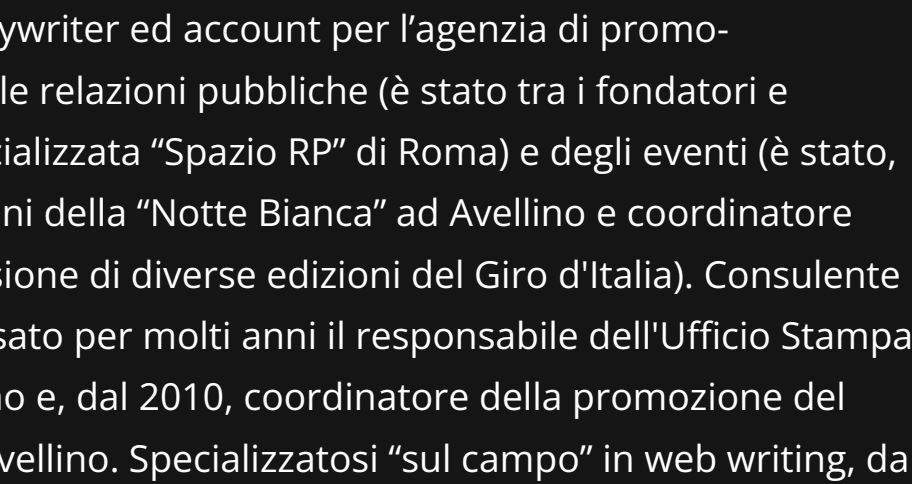 ywriter ed account per l’agenzia di promo-
le relazioni pubbliche (è stato tra i fondatori e
cializzata “Spazio RP” di Roma) e degli eventi (è stato,
ni della “Notte Bianca” ad Avellino e coordinatore
sione di diverse edizioni del Giro d'Italia). Consulente
sato per molti anni il responsabile dell'Ufficio Stampa
no e, dal 2010, coordinatore della promozione del
vellino. Specializzatosi “sul campo” in web writing, da